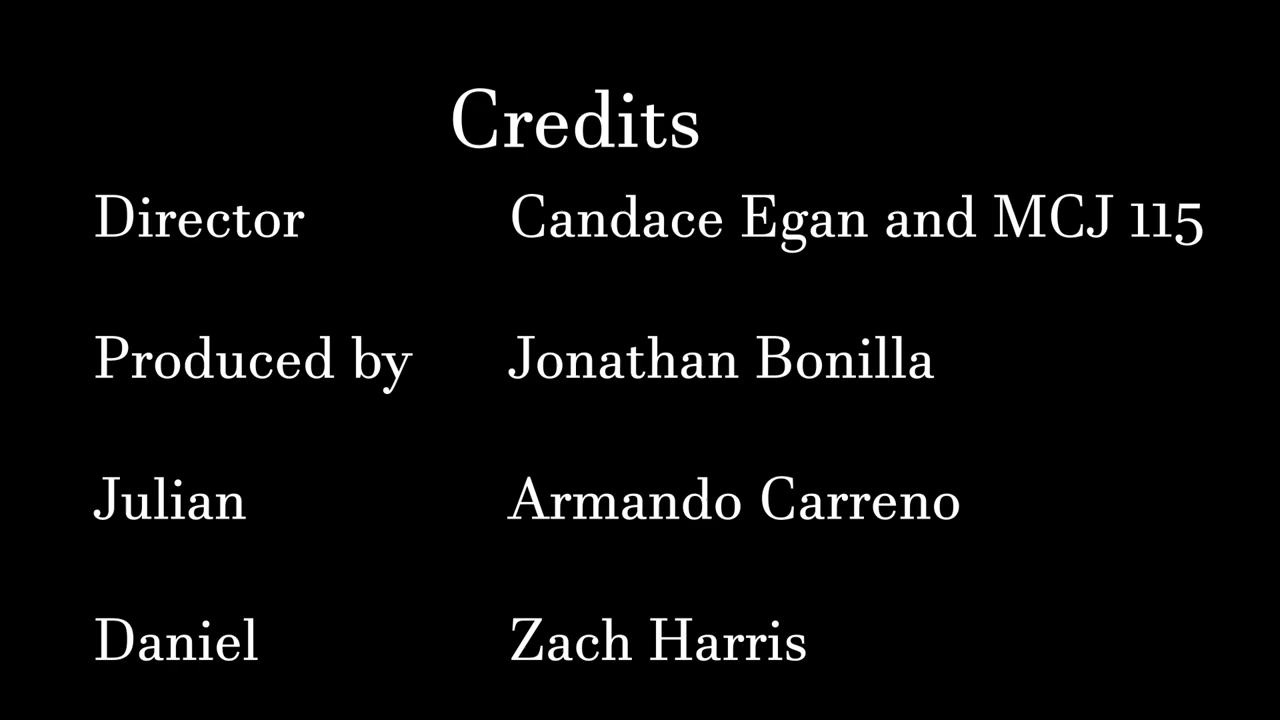 Credits
Director Candace Egan and MCJ 115
Produced by Jonathan Bonilla
Julian Armando Carreno
Daniel Zach Harris